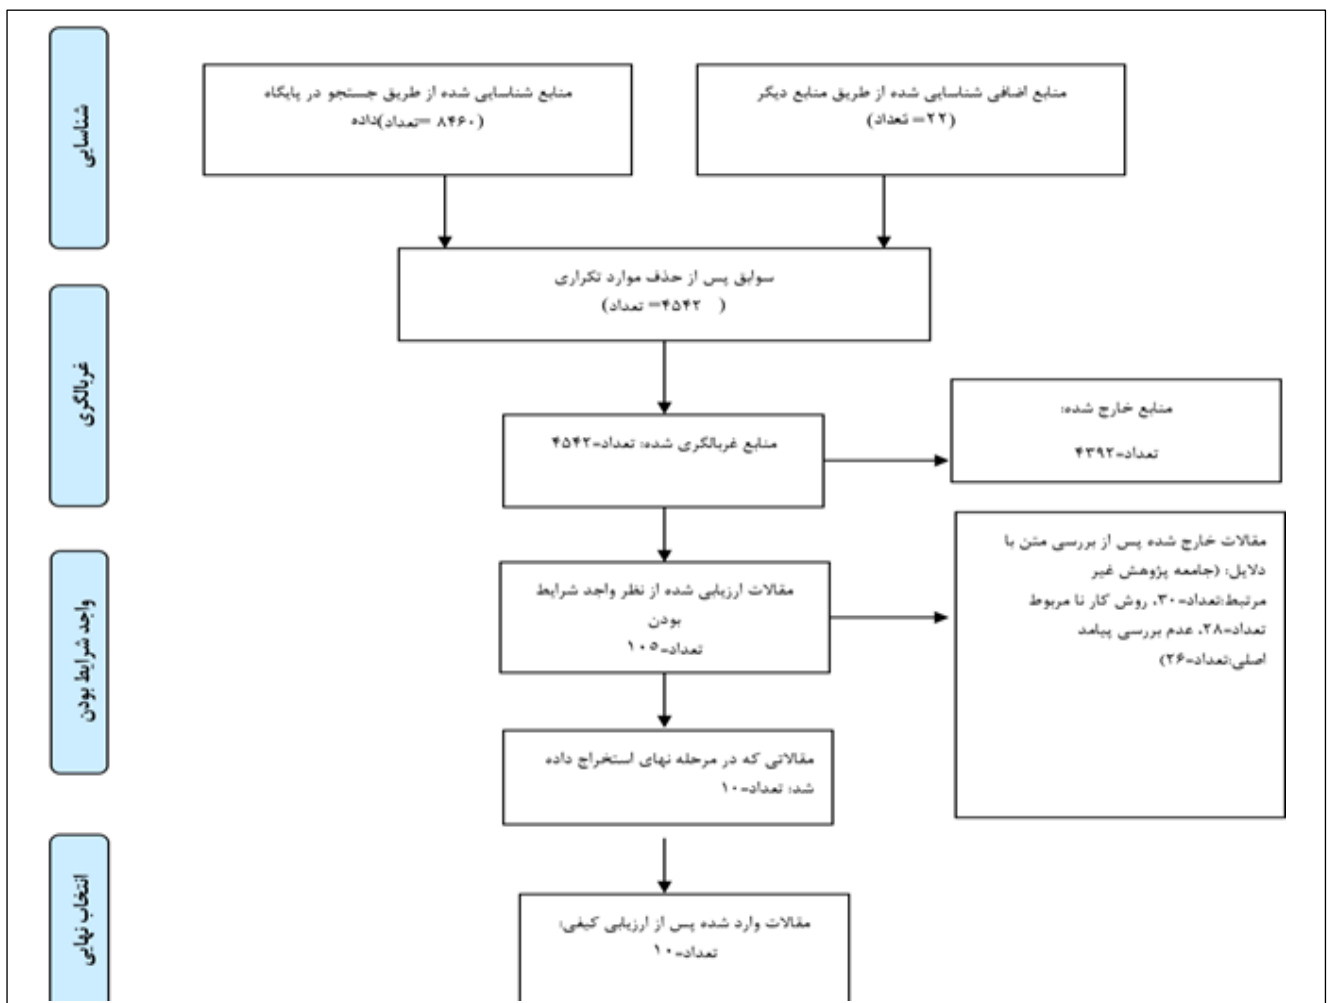 شناسایی
منابع شناسایی شده از طریق جستجو در پایگاه
داده(تعداد= ۸۴۶۰)
منابع اضافی شناسایی شده از طریق منابع دیگر
(تعداد =۲۲)
سوابق پس از حذف موارد تکراری
(تعداد =۴۵۴۲ )
غربالگری
منابع غربالگری شده: تعداد=۴۵۴۲
منابع خارج شده:
تعداد=۴۳۹۲
واجد شرایط بودن
مقالات ارزیابی شده از نظر واجد شرایط
بودن
تعداد=۱۰۵
مقالات خارج شده پس از بررسی متن با
دلایل: (جامعه پژوهش غیر
مرتبط:تعداد=۳۰، روش کار نا مربوط
تعداد=۲۸، عدم بررسی پیامد
اصلی:تعداد=۲۶)
مقالاتی که در مرحله نهای استخراج داده
شد: تعداد=۱۰
انتخاب نهایی
مقالات وارد شده پس از ارزیابی کیفی:
تعداد=۱۰